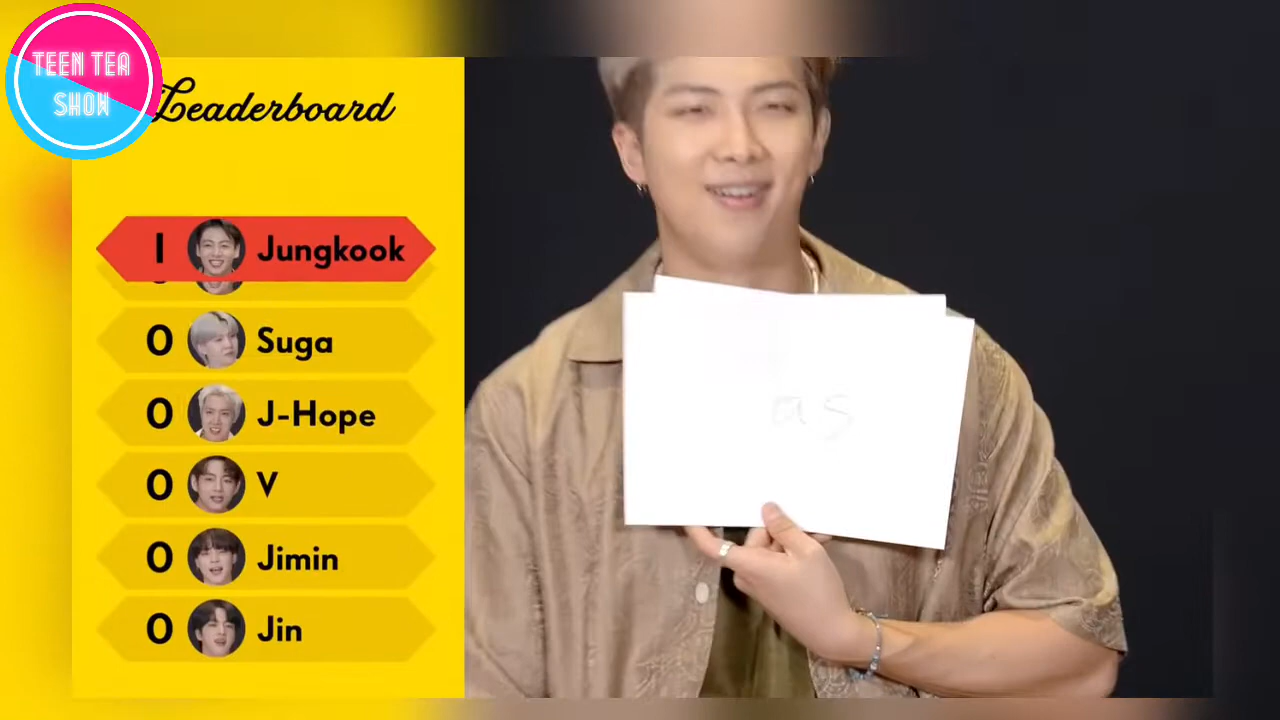 TEEN TEA
SHOW
Leaderboard
1 Jungkook
0 Suga
0 J-Hope
0 V
0 Jimin
0 Jin